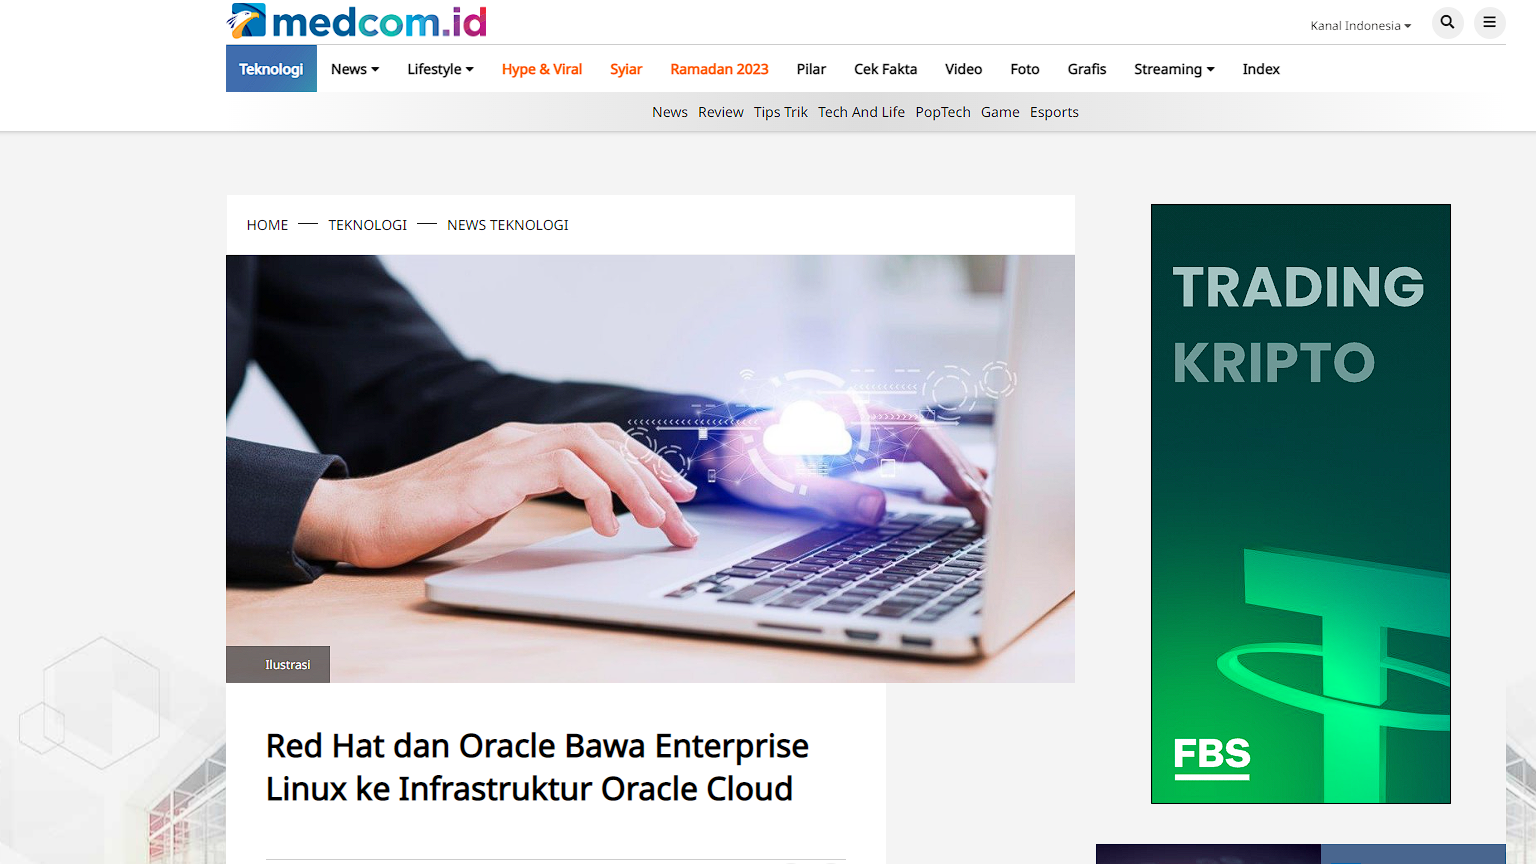 medcom.id
Kanal Indonesia
Teknologi News Lifestyle Hype & Viral Syiar Ramadan 2023 Pilar Cek Fakta Video Foto Grafis Streaming Index
News Review Tips Trik Tech And Life PopTech Game Esports
HOME TEKNOLOGI NEWS TEKNOLOGI
Ilustrasi
Red Hat dan Oracle Bawa Enterprise
Linux ke Infrastruktur Oracle Cloud
TRADING
KRIPTO
FBS